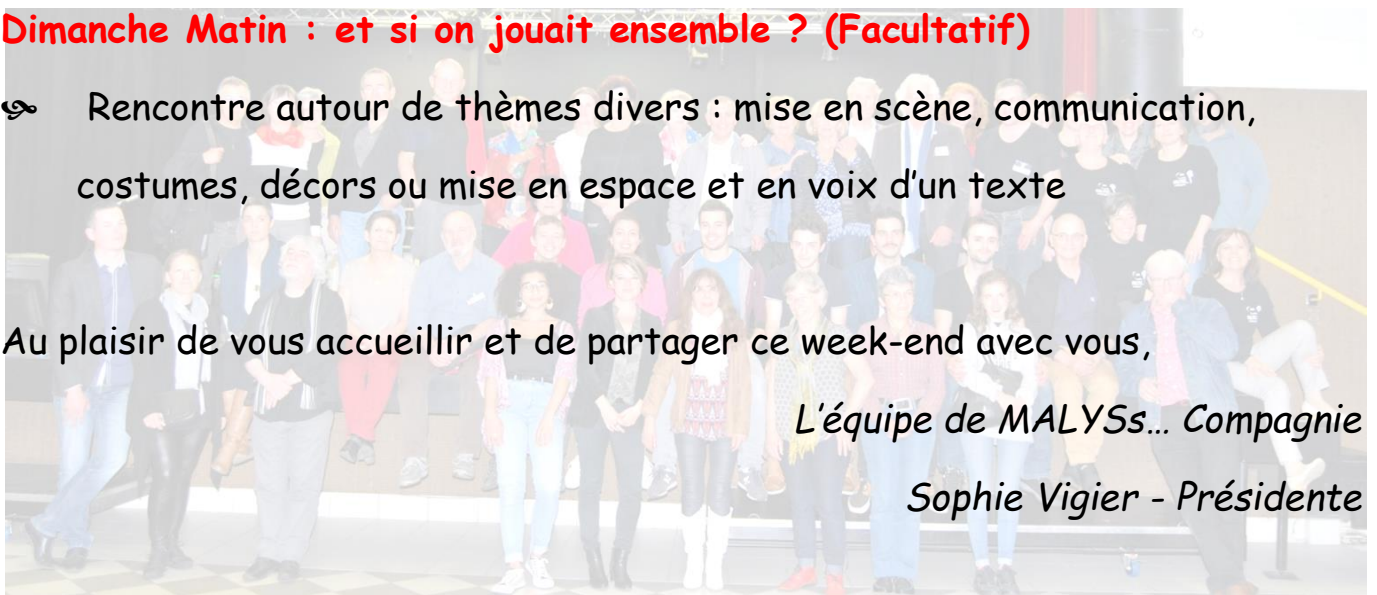 Dimanche Matin : et si on jouait ensemble ? (Facultatif)
Rencontre autour de thèmes divers : mise en scène, communication,
costumes, décors ou mise en espace et en voix d'un texte
Au plaisir de vous accueillir et de partager ce week-end avec vous,
L'équipe de MALYSs... Compagnie
Sophie Vigier - Présidente